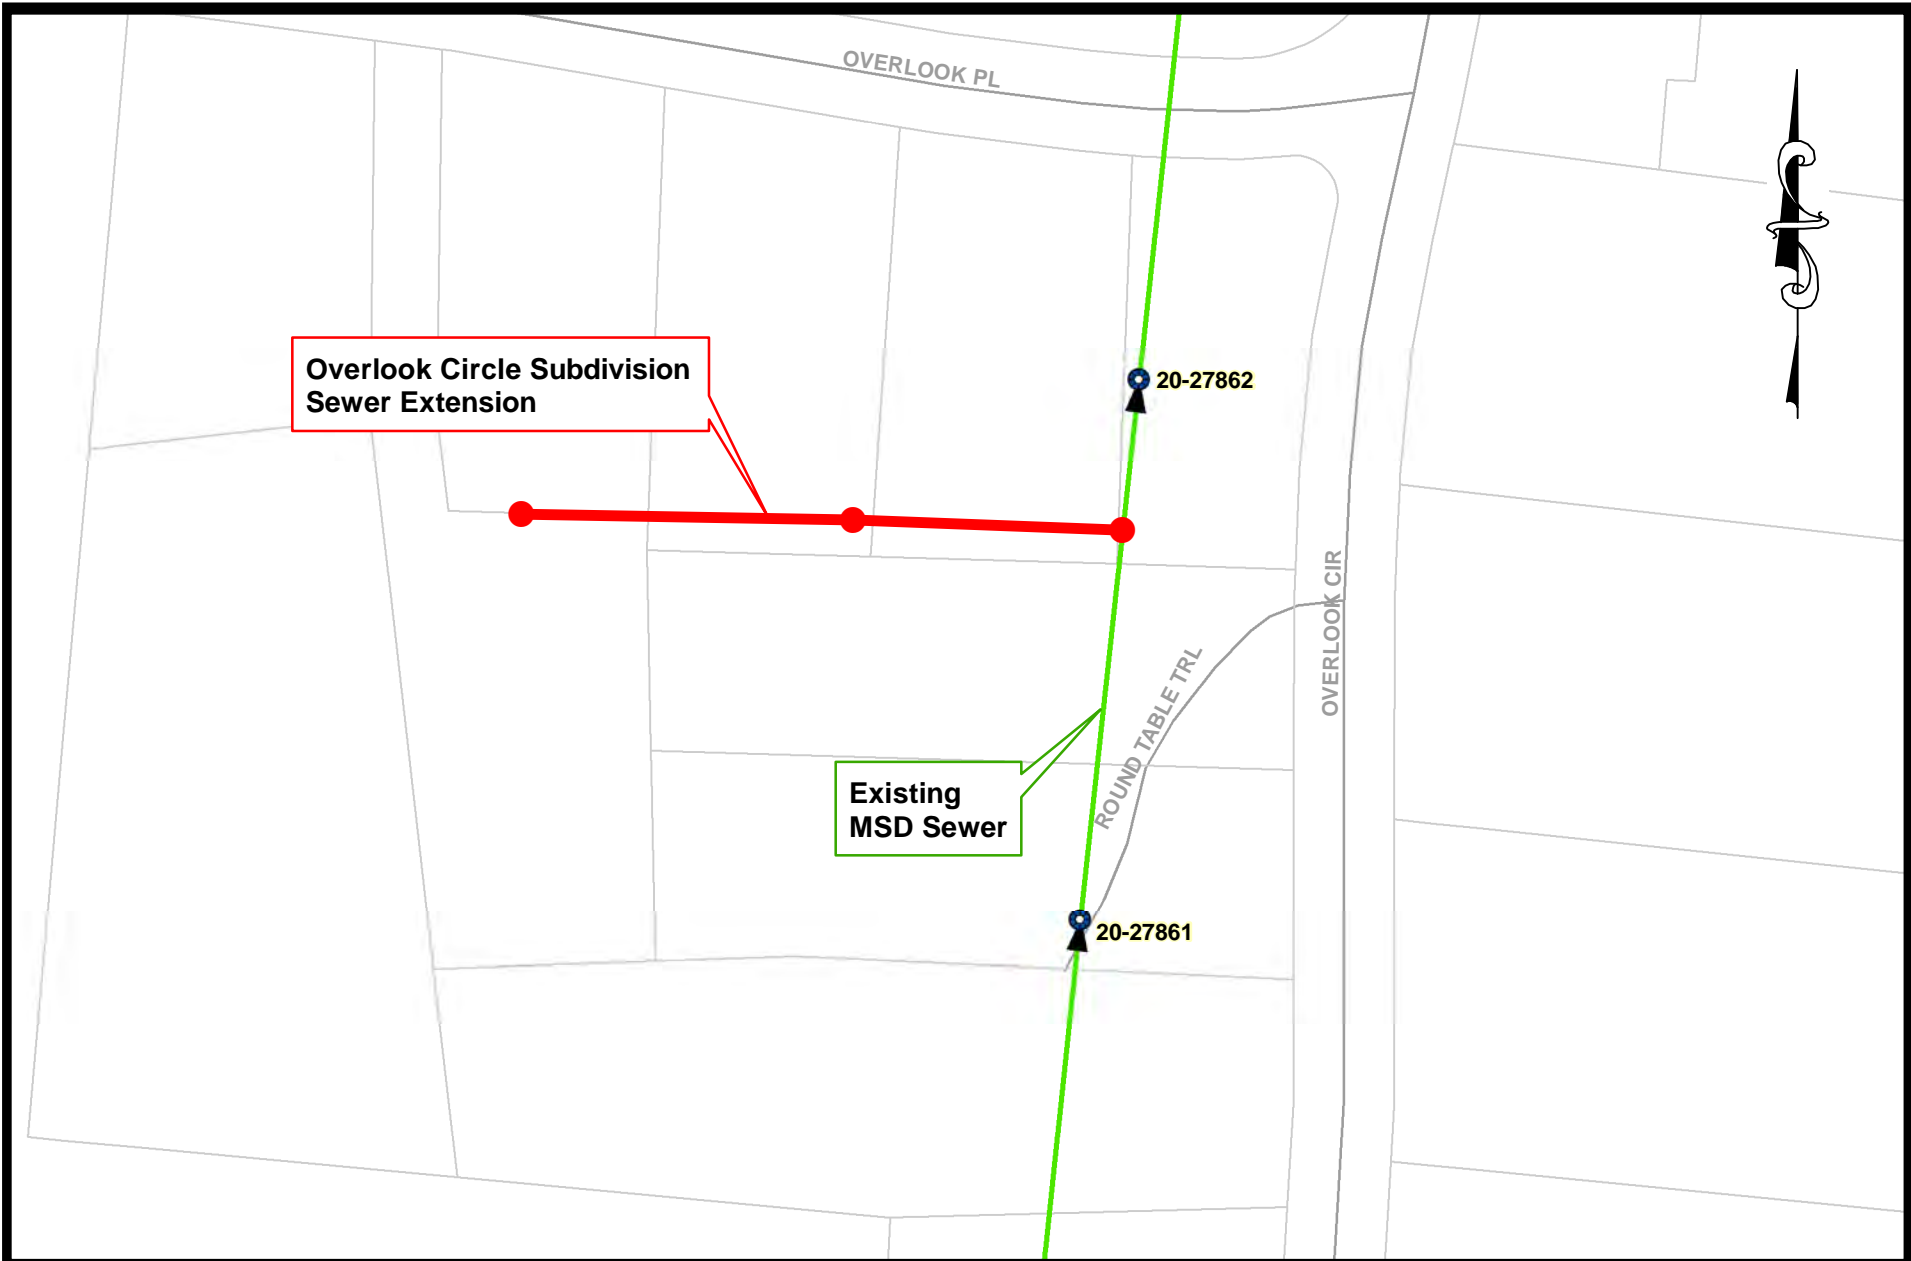 OVERLOOK PL
Overlook Circle Subdivision
Sewer Extension
20-27862
OVERLOOK CIR
ROUND TABLE TRL
Existing
MSD Sewer
20-27861